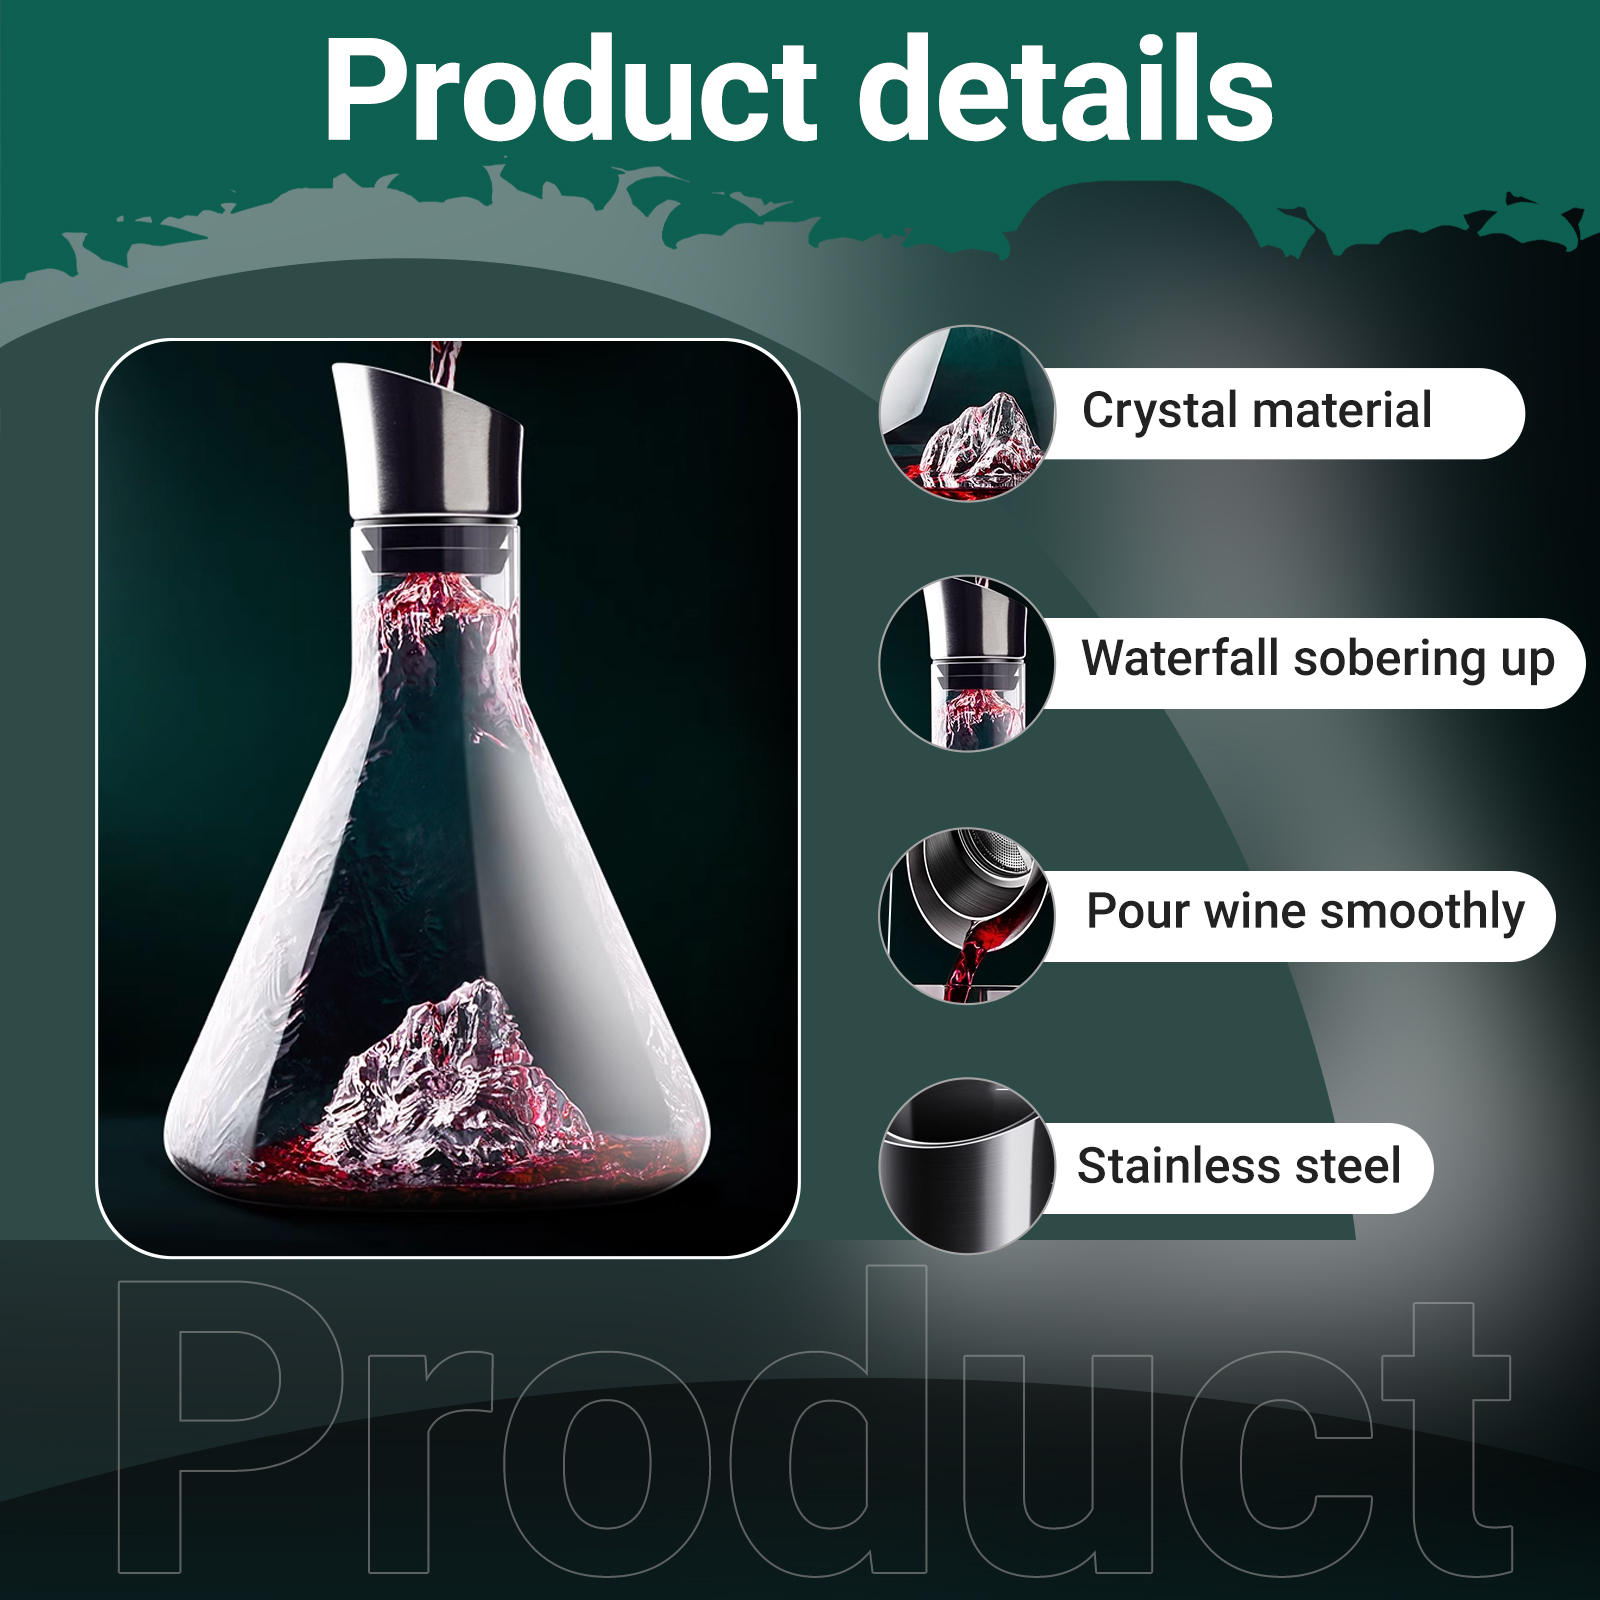 Product details
Crystal material
Waterfall sobering up
Pour wine smoothly
Stainless steel
Product